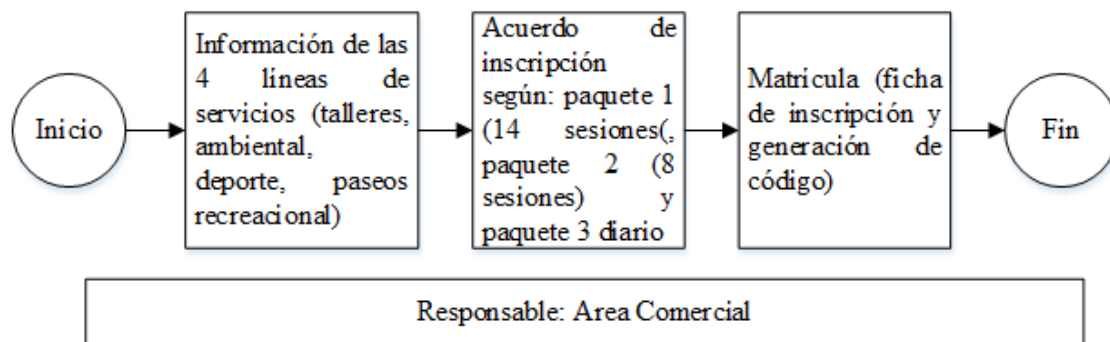 Inicio
Información de las
4 líneas de
servicios (talleres,
ambiental,
deporte, paseos
recreacional)
Acuerdo de
inscripción
según: paquete 1
(14 sesiones(,
paquete 2 (8
sesiones) y
paquete 3 diario
Matricula (ficha
de inscripción y
generación de
código)
Fin
Responsable: Area Comercial